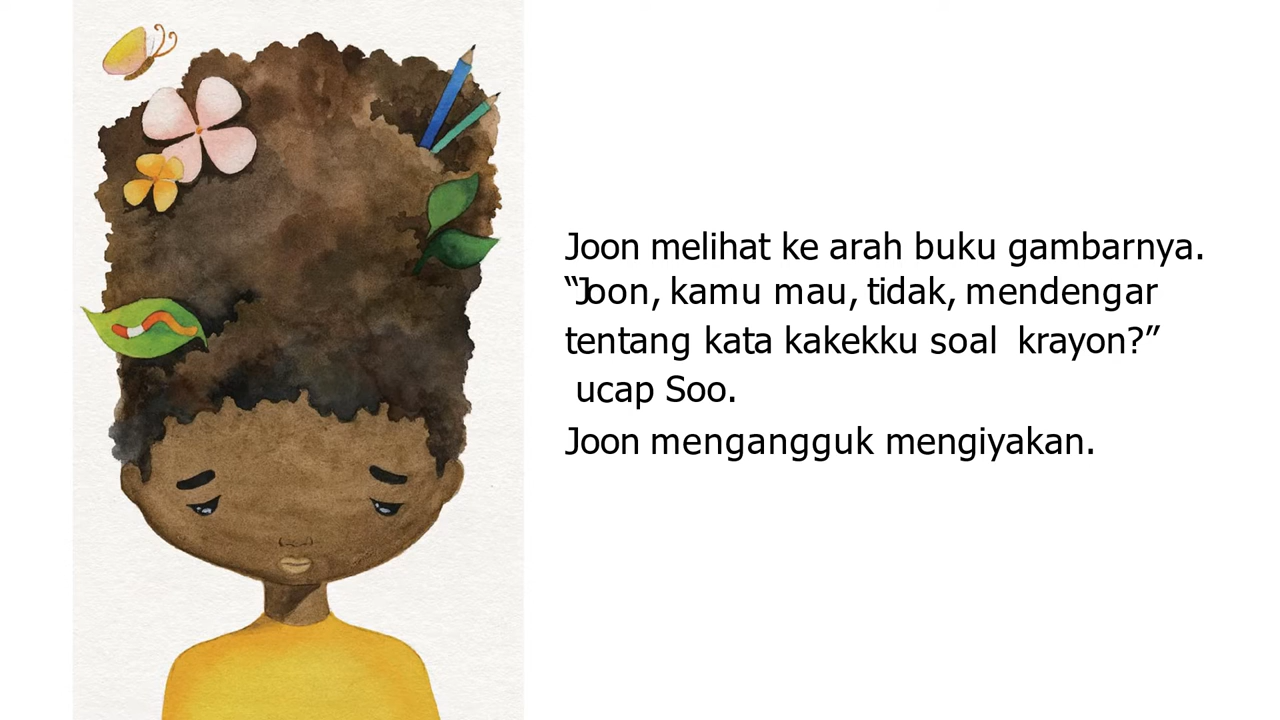 Joon melihat ke arah buku gambarnya.
“Joon, kamu mau, tidak, mendengar
tentang kata kakekku soal krayon?”
ucap Soo.
Joon mengangguk mengiyakan.